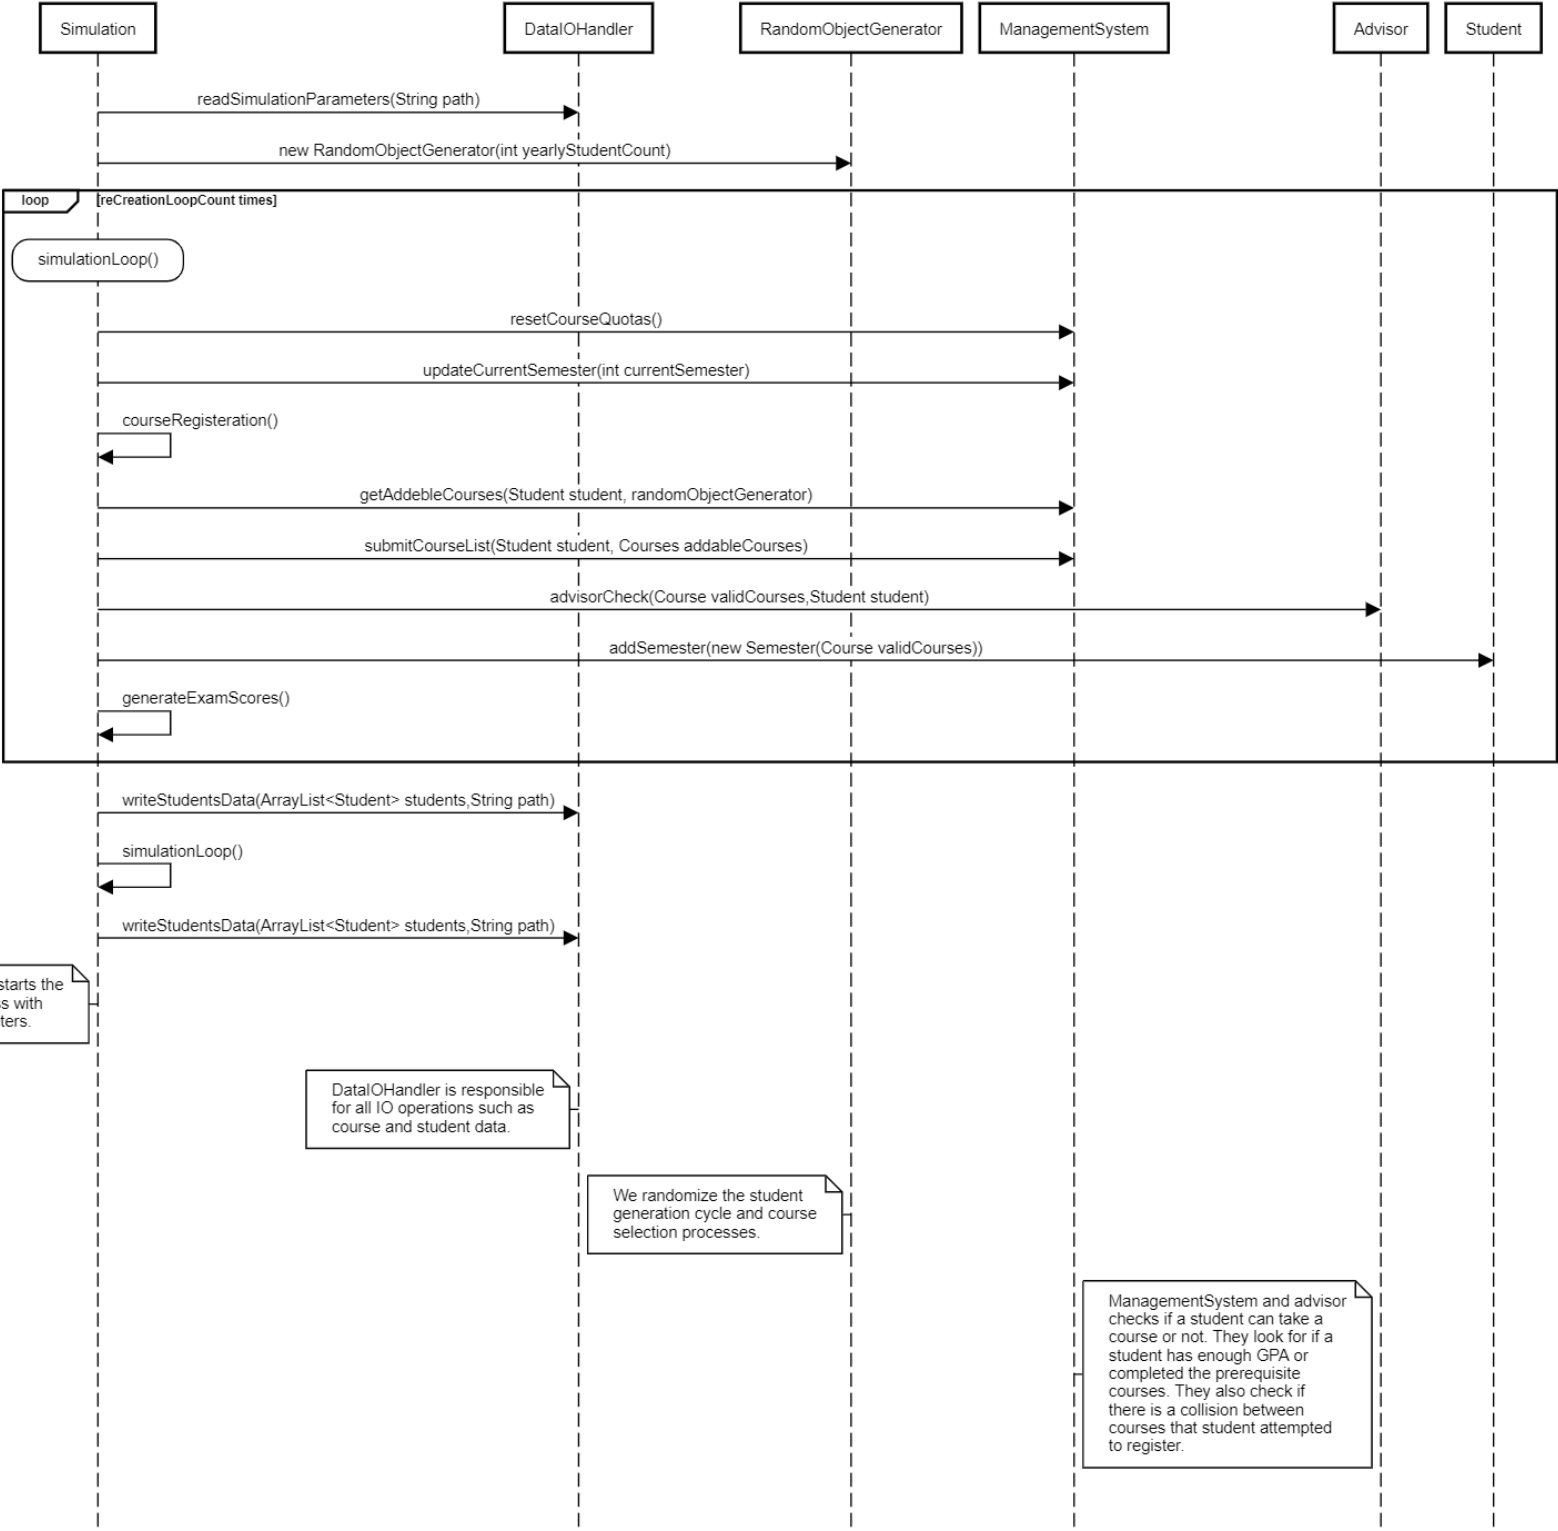 Simulation
DataIOHandler
RandomObjectGenerator
ManagementSystem
Advisor
Student
readSimulationParameters(String path)
new RandomObjectGenerator(int yearlyStudentCount)
loop
[reCreationLoopCount times]
simulationLoop()
resetCourseQuotas()
updateCurrentSemester(int currentSemester)
courseRegisteration()
getAddebleCourses(Student student, randomObjectGenerator)
submitCourseList(Student student, Courses addableCourses)
advisorCheck(Course validCourses,Student student)
addSemester(new Semester(Course validCourses))
generateExamScores()
writeStudentsData(ArrayList<Student> students,String path)
simulationLoop()
writeStudentsData(ArrayList<Student> students,String path)
starts the
with
DataIOHandler is responsible
for all IO operations such as
course and student data.
We randomize the student
generation cycle and course
selection processes.
ManagementSystem and advisor
checks if a student can take a
course or not. They look for if a
student has enough GPA or
completed the prerequisite
courses. They also check if
there is a collision between
courses that student attempted
to register.